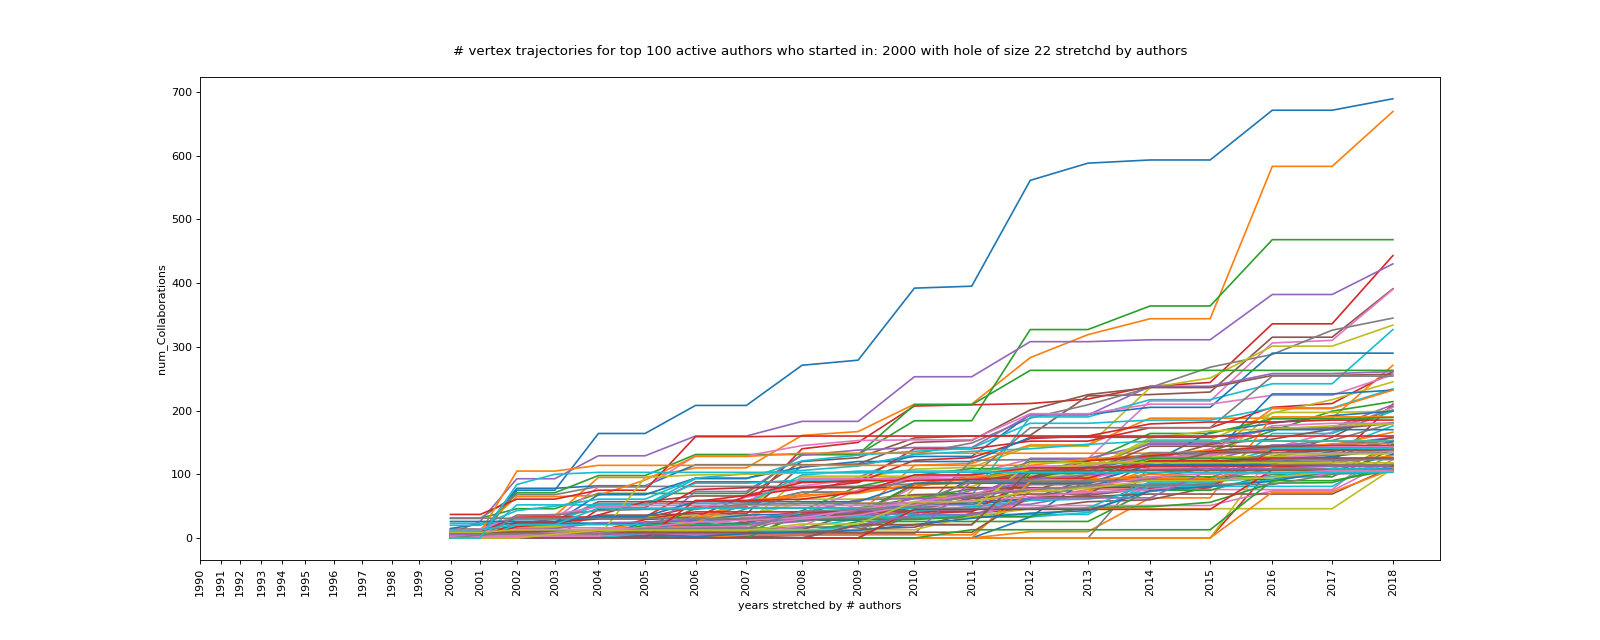 # vertex trajectories for top 100 active authors who started in: 2000 with hole of size 22 stretchd by authors
700
600
500
400
300
200
100
0
num_Collaborations
1990 1991 1992 1993 1994 1995 1996 1997 1998 1999 2000 2001 2002 2003 2004 2005 2006 2007 2008 2009 2010 2011 2012 2013 2014 2015 2016 2017 2018
years stretched by # authors